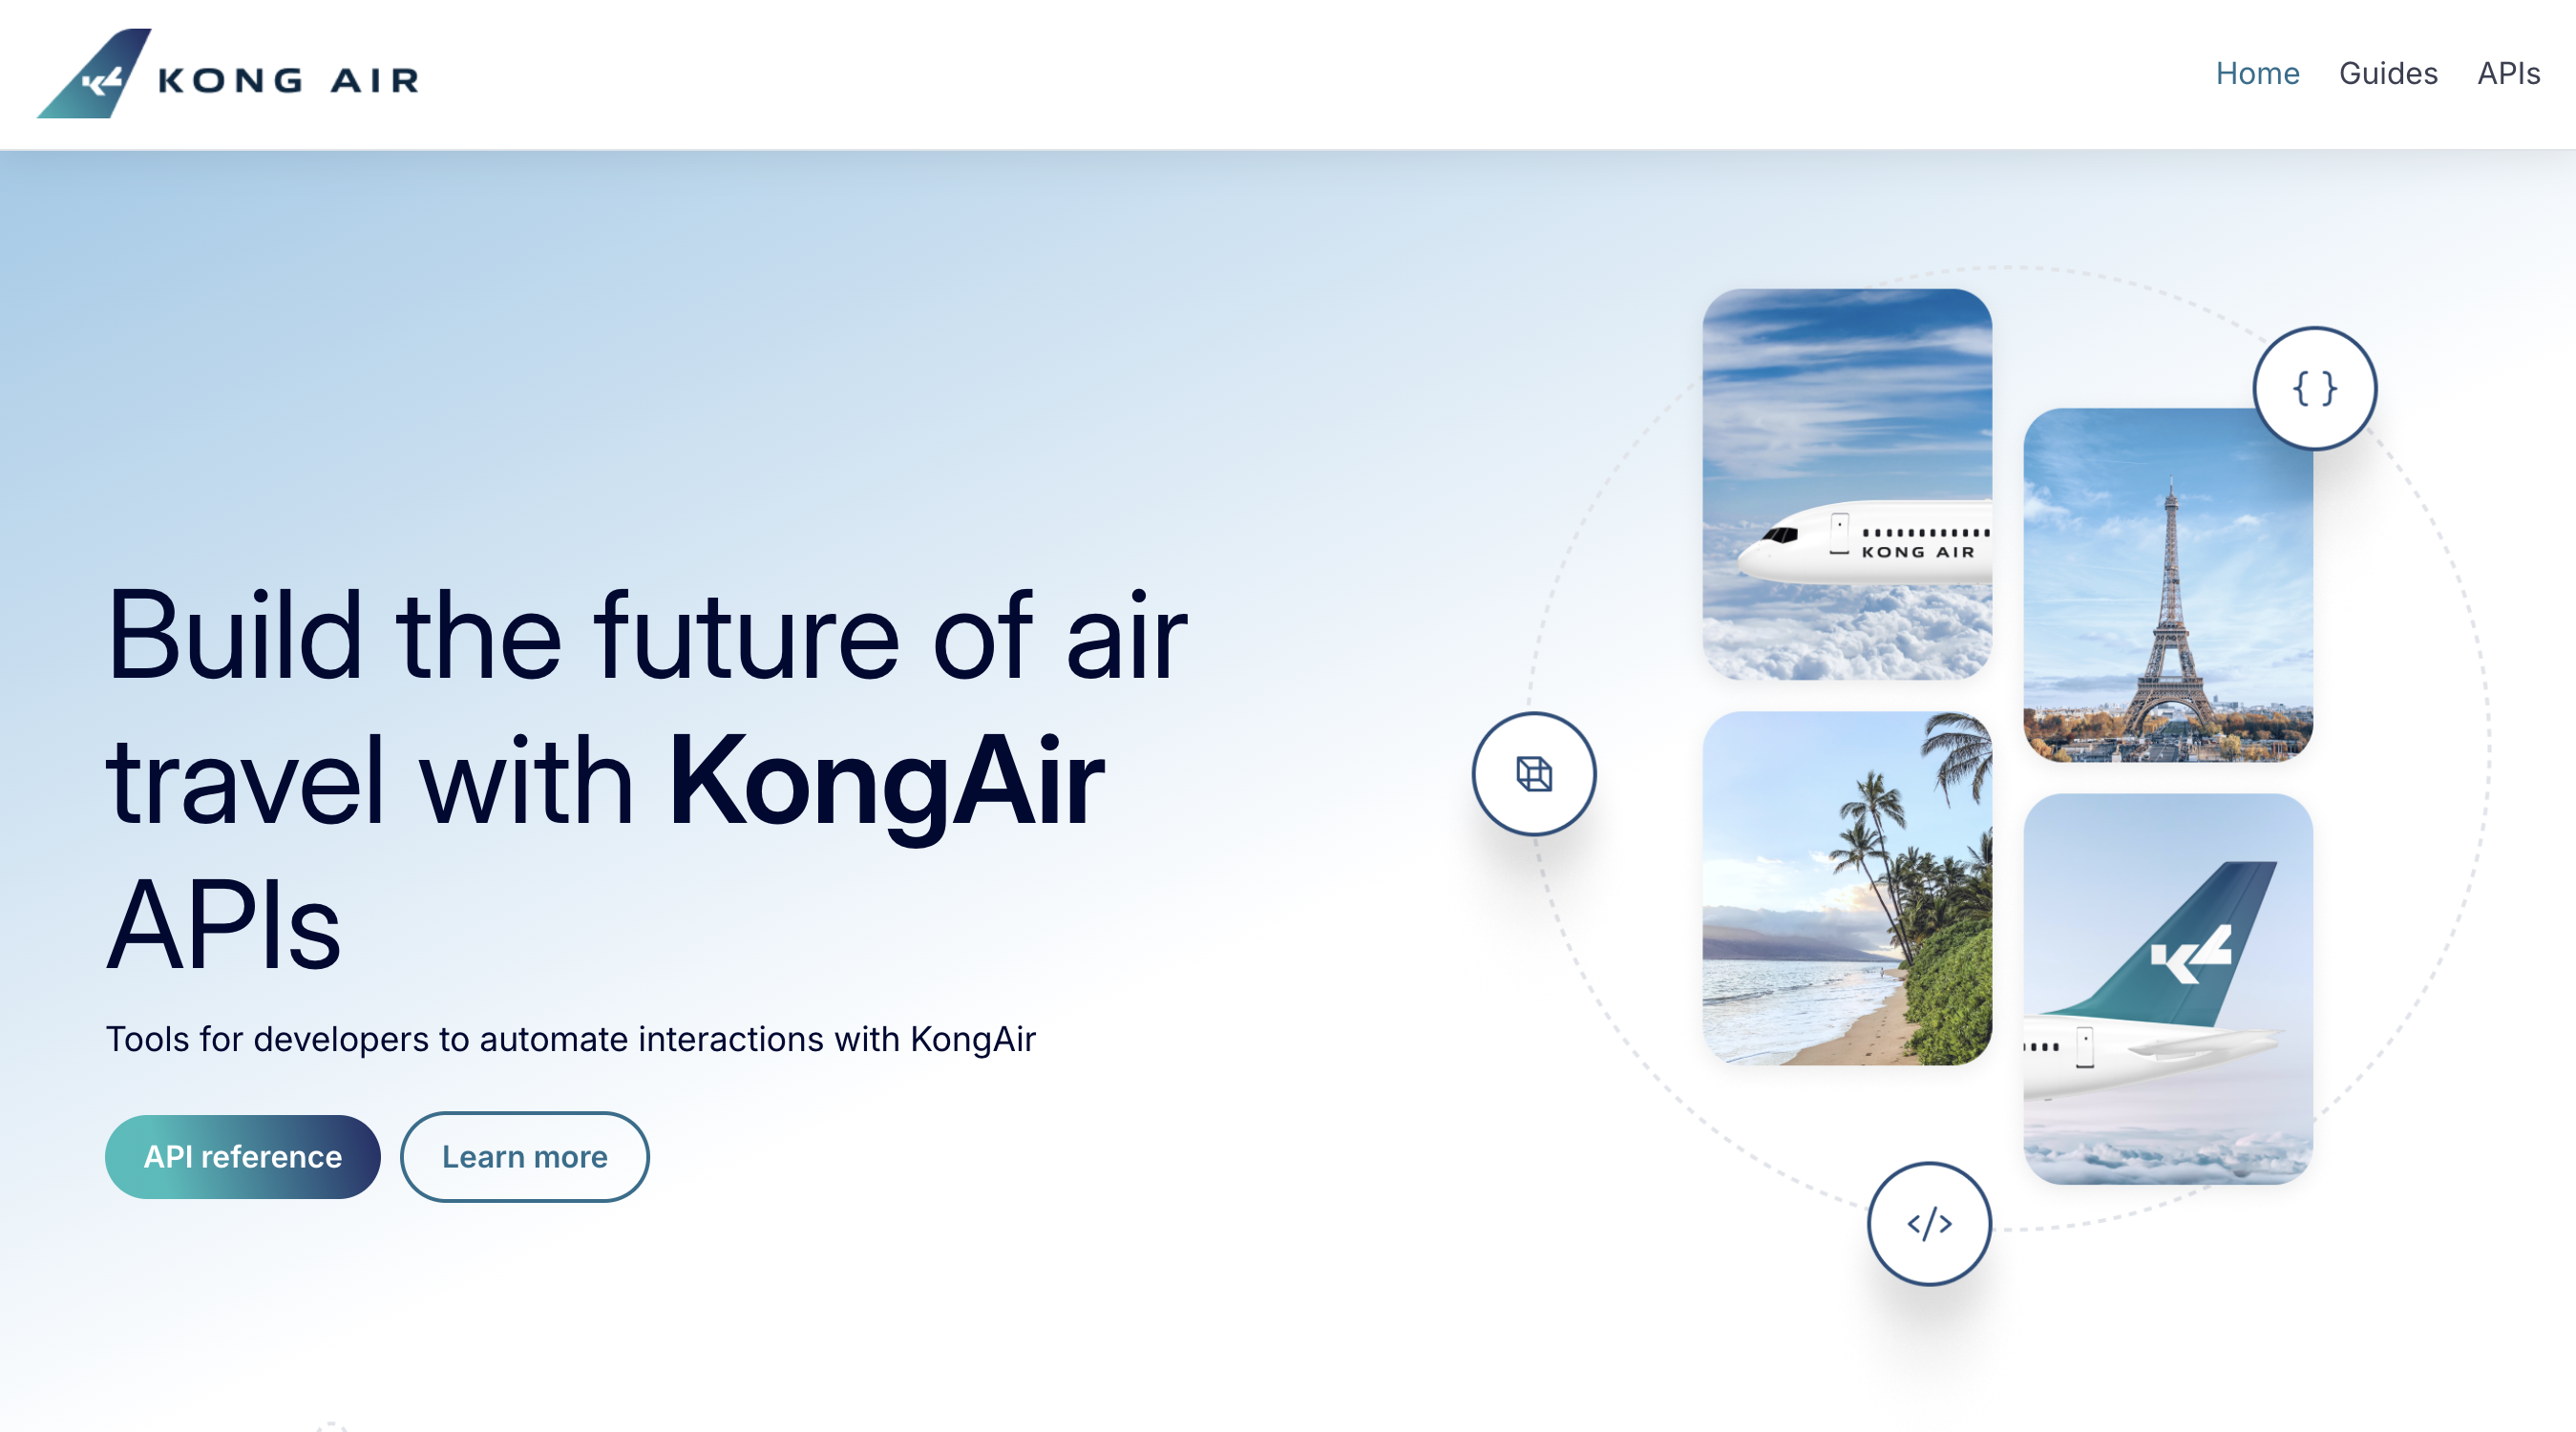 KONG AIR
Home Guides APIs
Build the future of air
travel with KongAir
APIs
Tools for developers to automate interactions with KongAir
API reference Learn more
KONG AIR
{ }
</>